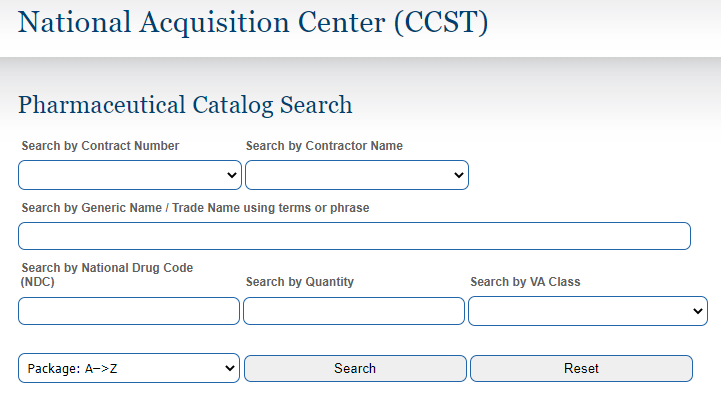 National Acquisition Center (CCST)
Pharmaceutical Catalog Search
Search by Contract Number
Search by Contractor Name
Search by Generic Name / Trade Name using terms or phrase
Search by National Drug Code
(NDC)
Search by Quantity
Search by VA Class
Package: A->Z
Search
Reset